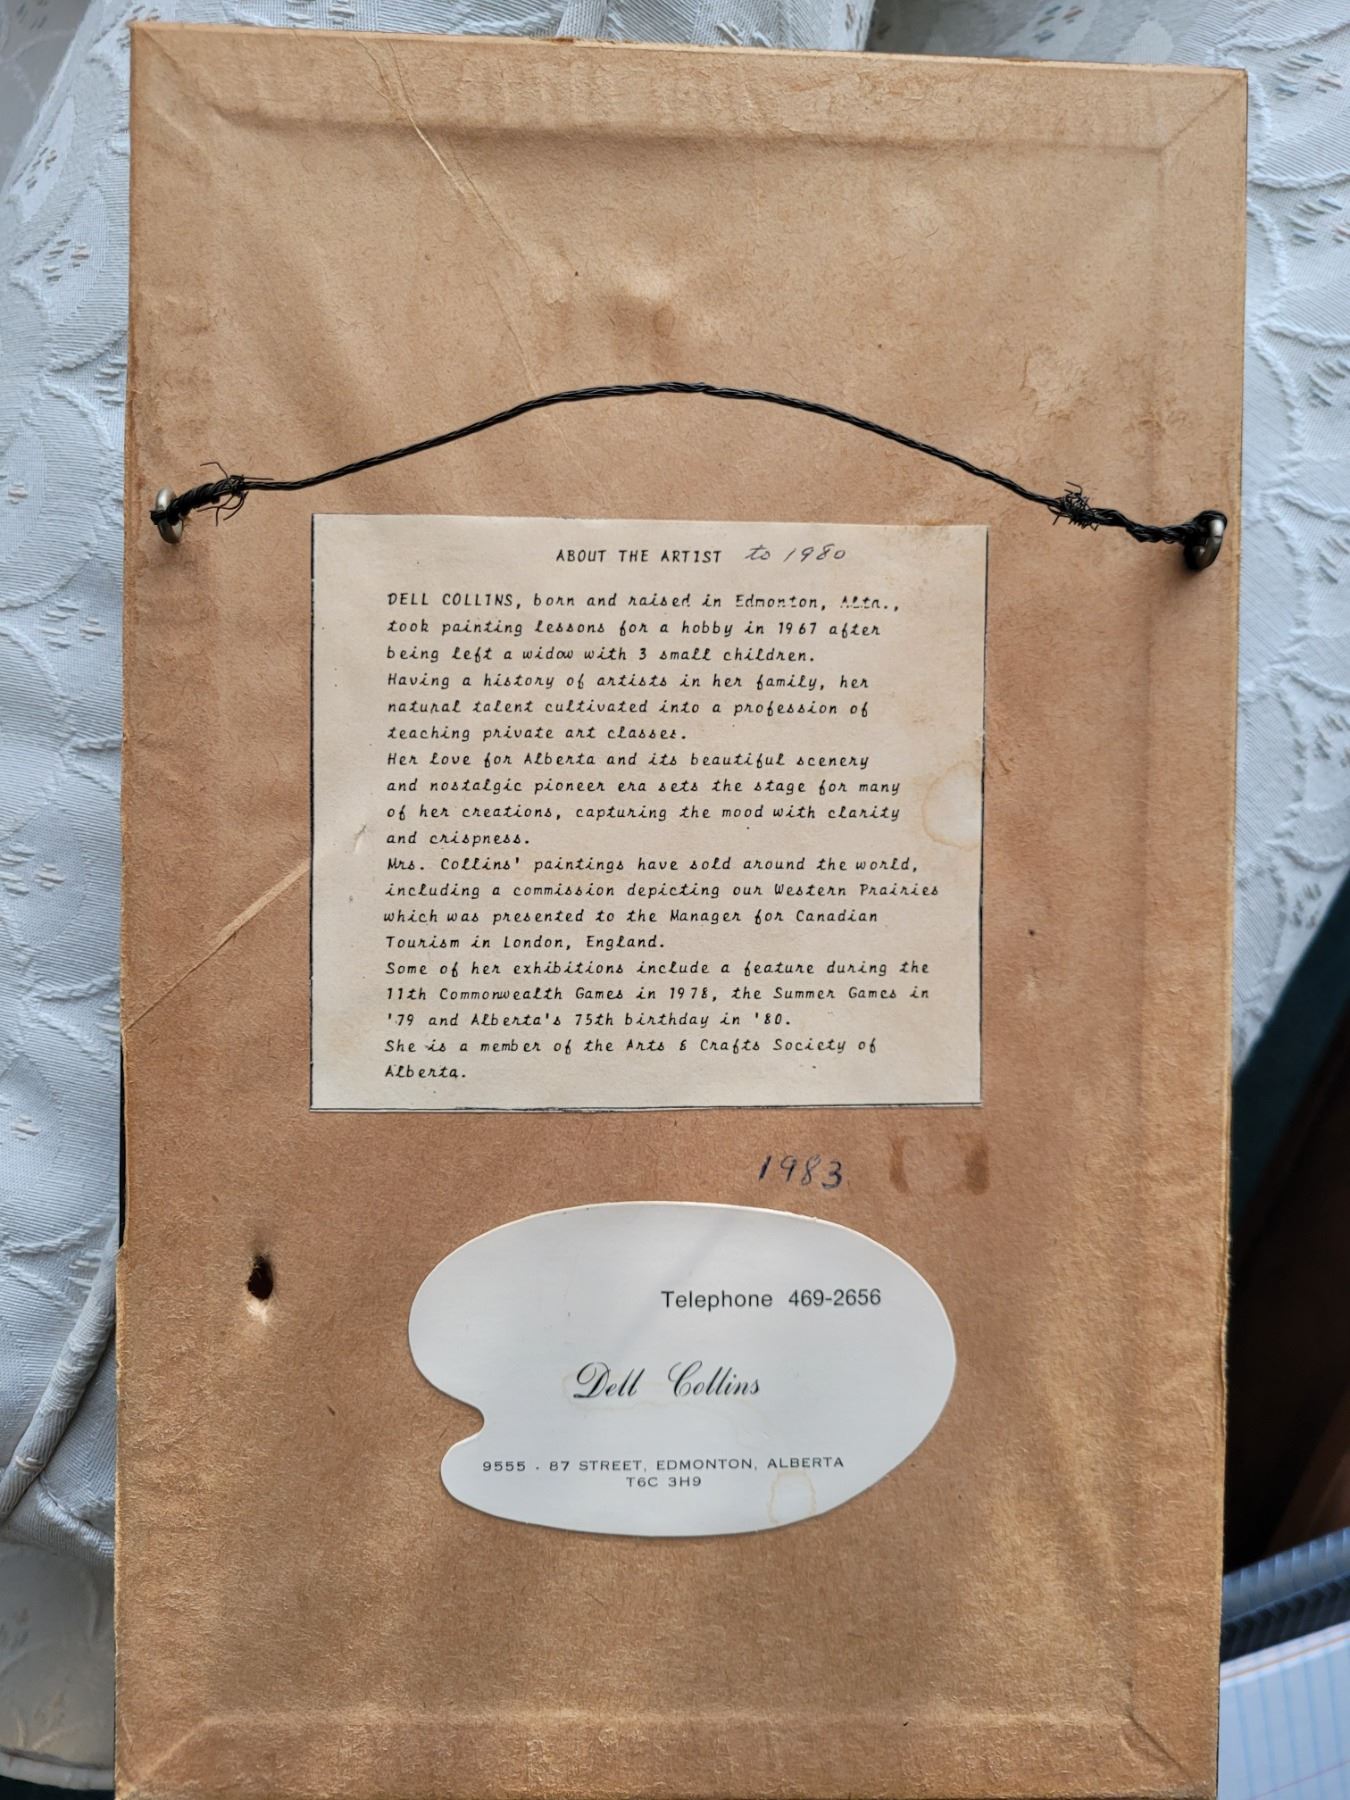 ABOUT THE ARTIST to 1980
DELL COLLINS, born and raised in Edmonton, Alta.,
took painting lessons for a hobby in 1967 after
being left a widow with 3 small children.
Having a history of artists in her family, her
natural talent cultivated into a profession of
teaching private art classes.
Her love for Alberta and its beautiful scenery
and nostalgic pioneer era sets the stage for many
of her creations, capturing the mood with clarity
and crispness.
Mrs. Collins' paintings have sold around the world,
including a commission depicting our Western Prairies
which was presented to the Manager for Canadian
Tourism in London, England.
Some of her exhibitions include a feature during the
11th Commonwealth Games in 1978, the Summer Games in
'79 and Alberta's 75th birthday in '80.
She is a member of the Arts & Crafts Society of
Alberta.
1983
Telephone 469-2656
Dell Collins
9555 - 87 STREET, EDMONTON, ALBERTA
T6C 3H9